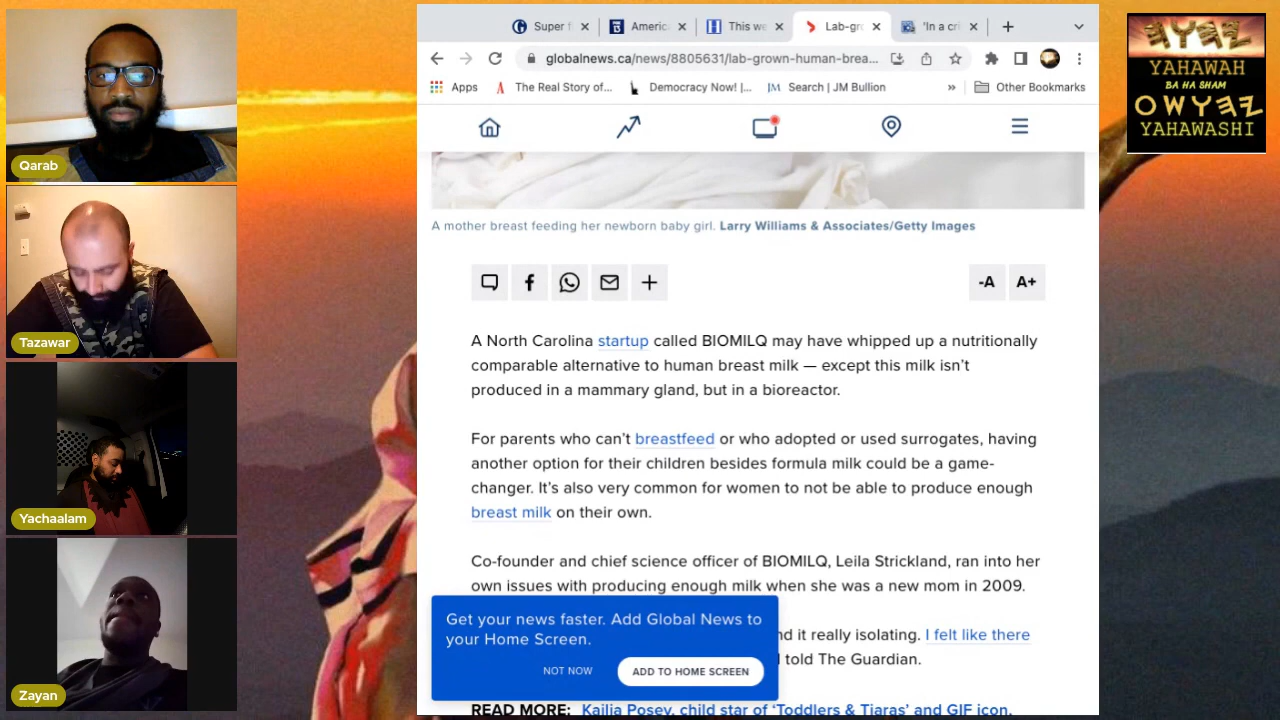 Qarab
Tazawar
Yachaalam
Zayan
Super f
Americ
This we
Lab-gro
'In a cri
globalnews.ca/news/8805631/lab-grown-human-brea...
Apps
The Real Story of...
Democracy Now! |...
JM
Search | JM Bullion
»
Other Bookmarks
A mother breast feeding her newborn baby girl. Larry Williams & Associates/Getty Images
-A
A+
A North Carolina startup called BIOMILQ may have whipped up a nutritionally
comparable alternative to human breast milk — except this milk isn't
produced in a mammary gland, but in a bioreactor.
For parents who can't breastfeed or who adopted or used surrogates, having
another option for their children besides formula milk could be a game-
changer. It's also very common for women to not be able to produce enough
breast milk on their own.
Co-founder and chief science officer of BIOMILQ, Leila Strickland, ran into her
own issues with producing enough milk when she was a new mom in 2009.
nd it really isolating. I felt like there
told The Guardian.
Get your news faster. Add Global News to
your Home Screen.
NOT NOW
ADD TO HOME SCREEN
READ MORE: Kailia Posey, child star of 'Toddlers & Tiaras' and GIF icon,
YAHAWAH
BA HA SHAM
YAHAWASHI